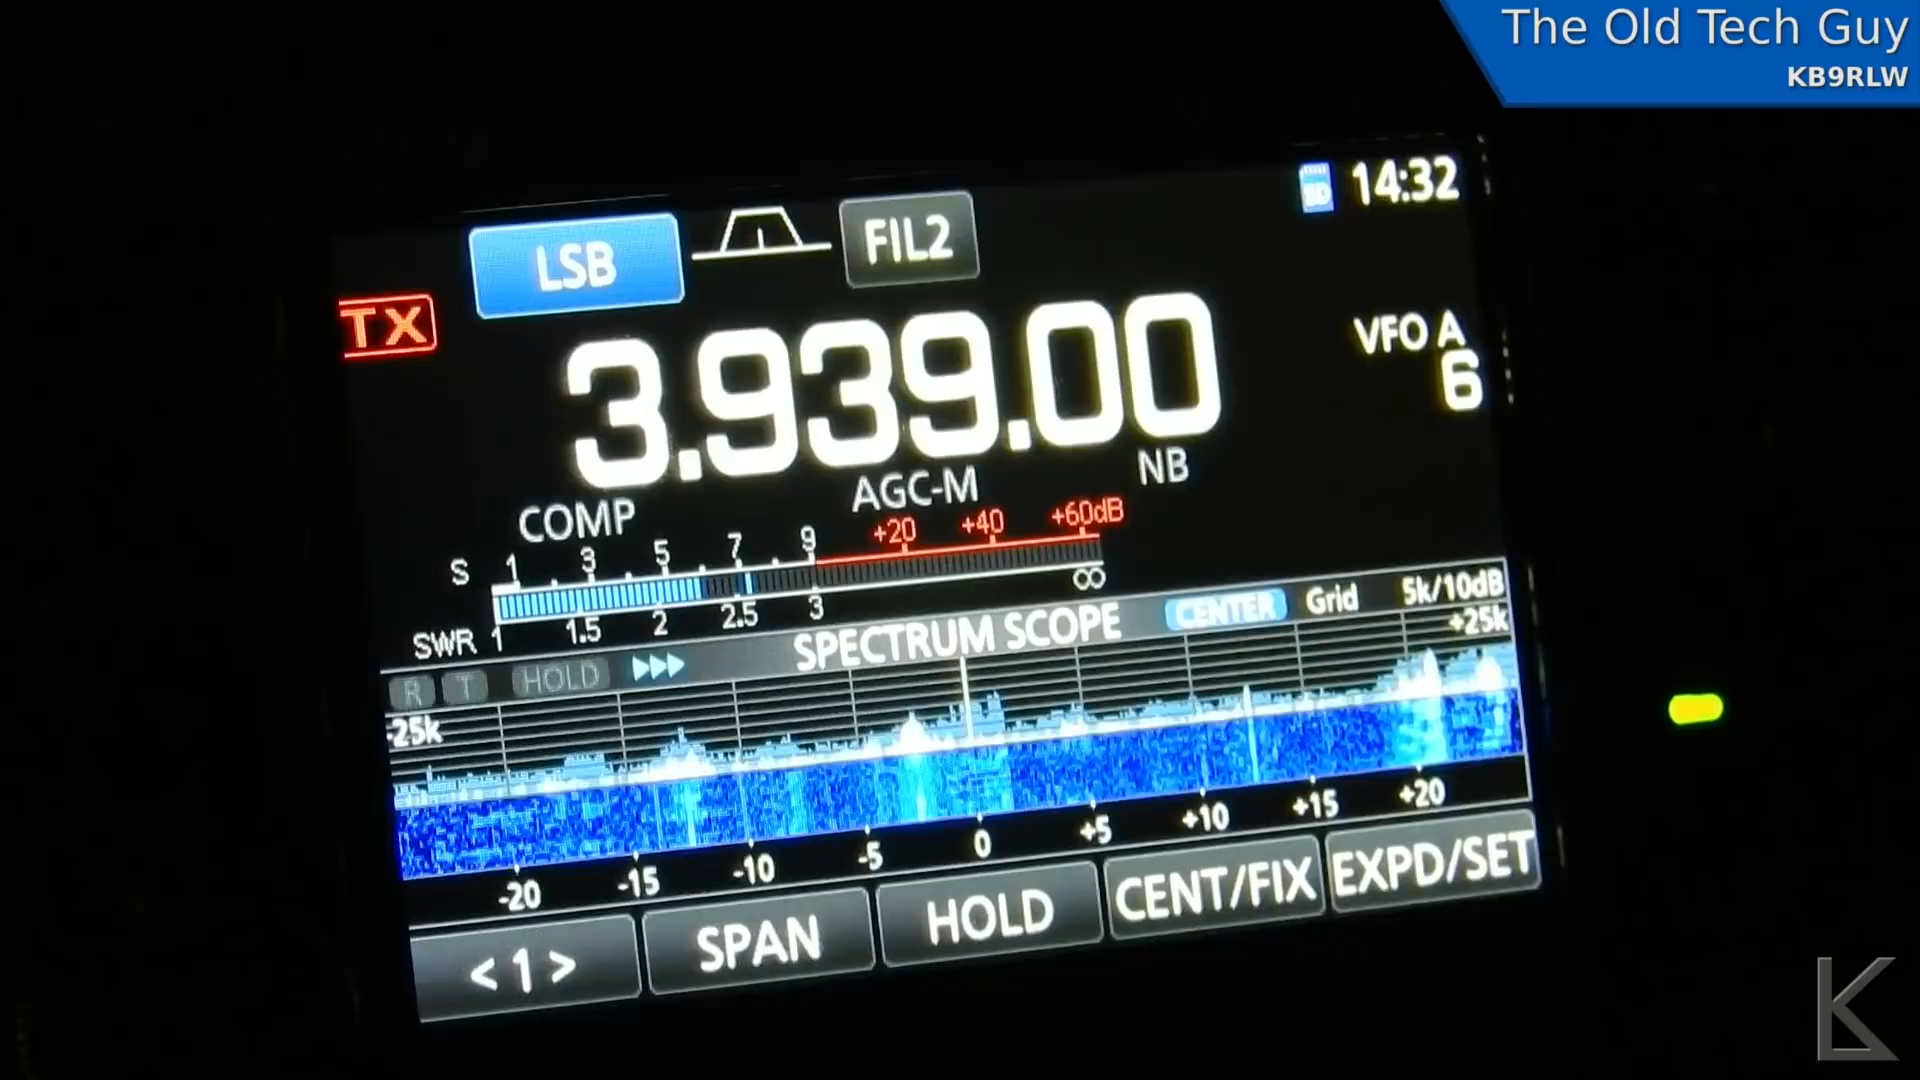 The Old Tech Guy
KB9RLW
SD 14:32
LSB FIL2
TX
3.939.00
VFO A
6
COMP AGC-M NB
S 1 3 5 7 9 +20 +40 +60dB
SWR 1 1.5 2 2.5 3 ∞
SPECTRUM SCOPE CENTER Grid 5k/10dB
R T HOLD
-25k +25k
-20 -15 -10 -5 0 +5 +10 +15 +20
< 1 > SPAN HOLD CENT/FIX EXPD/SET
K